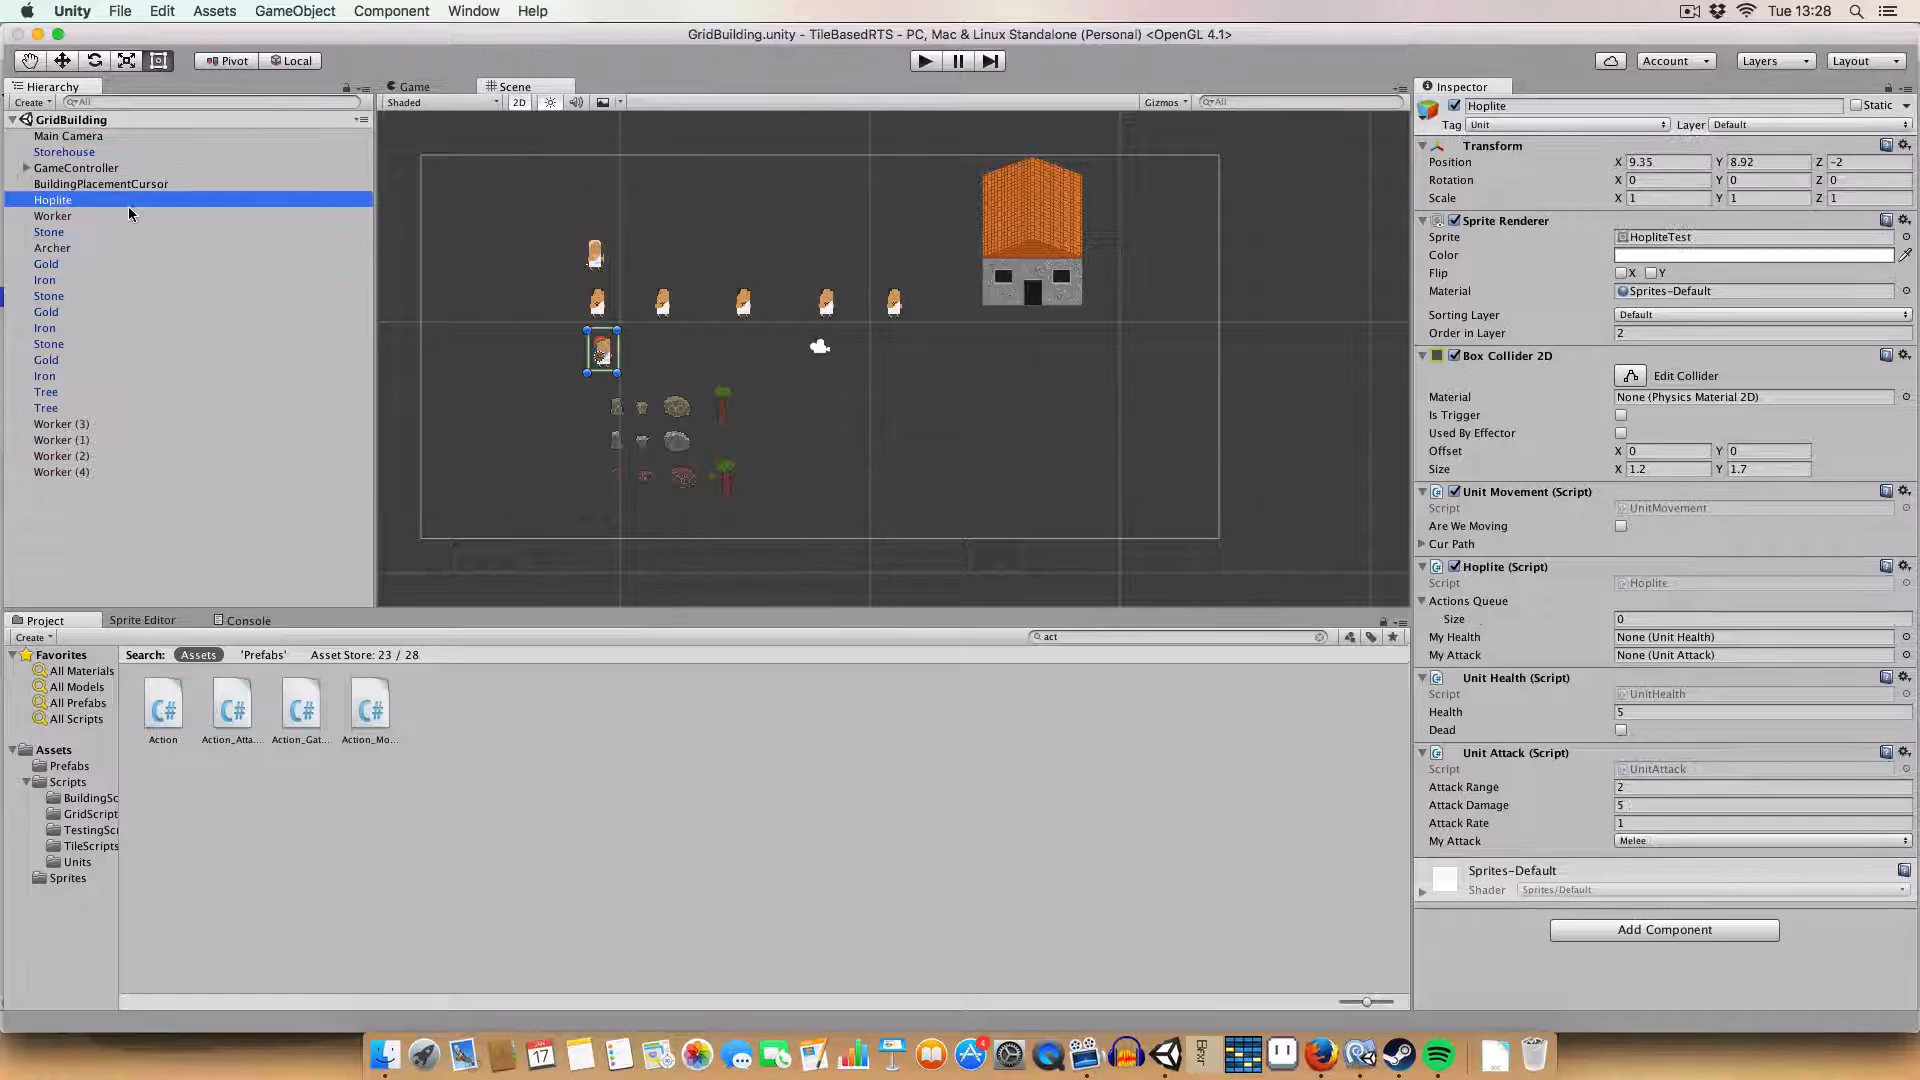 Unity File Edit Assets GameObject Component Window Help Tue 13:28
GridBuilding.unity - TileBasedRTS - PC, Mac & Linux Standalone (Personal) <OpenGL 4.1>
Pivot Local Account Layers Layout
Hierarchy
Create All
GridBuilding
Main Camera
Storehouse
GameController
BuildingPlacementCursor
Hoplite
Worker
Stone
Archer
Gold
Iron
Stone
Gold
Iron
Stone
Gold
Iron
Tree
Tree
Worker (3)
Worker (1)
Worker (2)
Worker (4)
Game Scene
Shaded 2D Gizmos All
Inspector
Hoplite Static
Tag Unit Layer Default
Transform
Position X 9.35 Y 8.92 Z -2
Rotation X 0 Y 0 Z 0
Scale X 1 Y 1 Z 1
Sprite Renderer
Sprite HopliteTest
Color
Flip X Y
Material Sprites-Default
Sorting Layer Default
Order in Layer 2
Box Collider 2D
Edit Collider
Material None (Physics Material 2D)
Is Trigger
Used By Effector
Offset X 0 Y 0
Size X 1.2 Y 1.7
Unit Movement (Script)
Script UnitMovement
Are We Moving
Cur Path
Hoplite (Script)
Script Hoplite
Actions Queue
Size 0
My Health None (Unit Health)
My Attack None (Unit Attack)
Unit Health (Script)
Script UnitHealth
Health 5
Dead
Unit Attack (Script)
Script UnitAttack
Attack Range 2
Attack Damage 5
Attack Rate 1
My Attack Melee
Sprites-Default
Shader Sprites/Default
Add Component
Project Sprite Editor Console
Create act
Favorites
All Materials
All Models
All Prefabs
All Scripts
Assets
Prefabs
Scripts
BuildingSc
GridScript
TestingScr
TileScripts
Units
Sprites
Search: Assets 'Prefabs' Asset Store: 23 / 28
C# C# C# C#
Action Action_Atta... Action_Gat... Action_Mo...
JAN
17
4